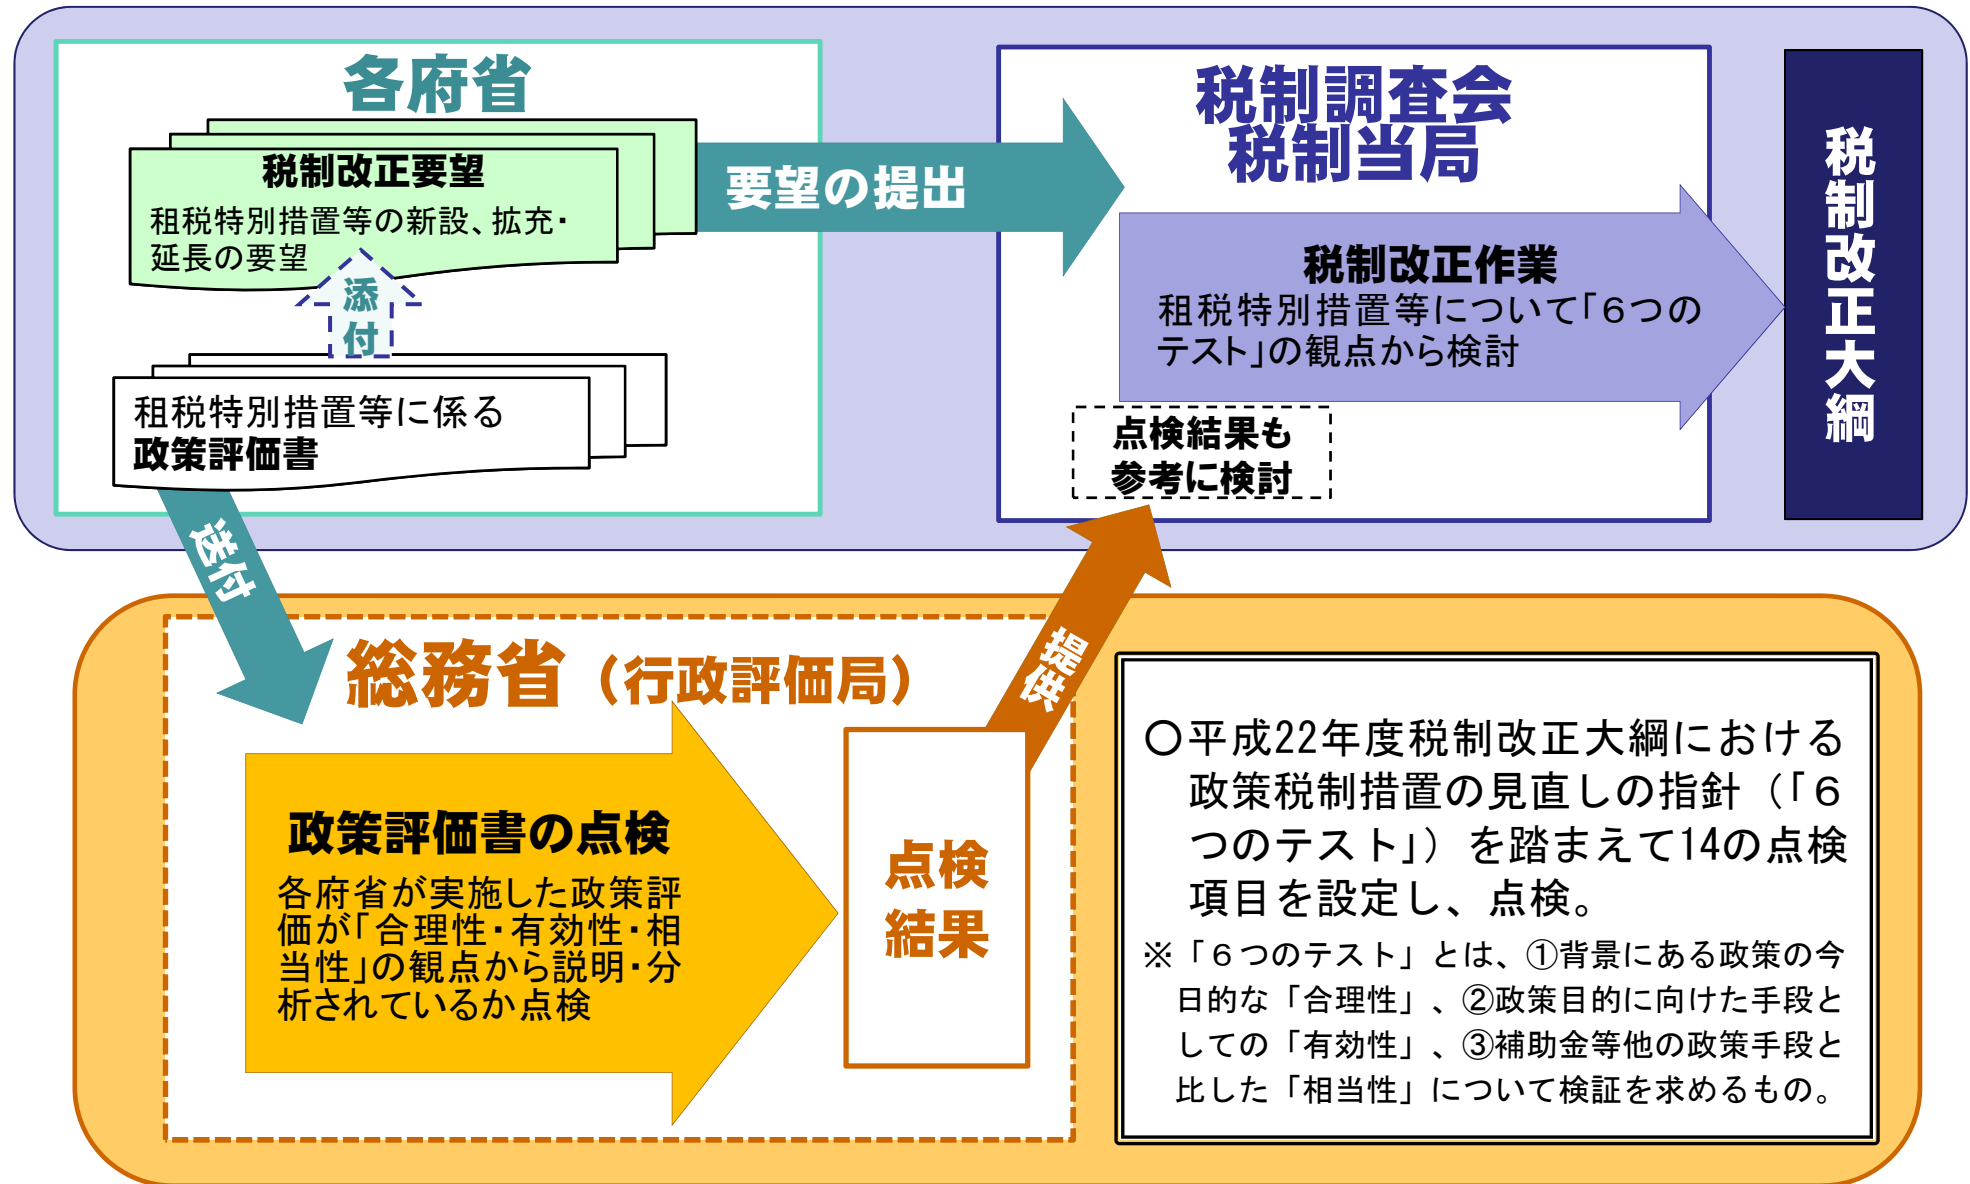 各府省
税制改正要望
租税特別措置等の新設、拡充・
延長の要望
添
付
租税特別措置等に係る
政策評価書
要望の提出
税制調査会
税制当局
税制改正作業
租税特別措置等について「６つの
テスト」の観点から検討
点検結果も
参考に検討
税制改正大綱
送付
提供
総務省（行政評価局）
政策評価書の点検
各府省が実施した政策評
価が「合理性・有効性・相
当性」の観点から説明・分
析されているか点検
点検
結果
○平成22年度税制改正大綱における
政策税制措置の見直しの指針（「６
つのテスト」）を踏まえて14の点検
項目を設定し、点検。
※「６つのテスト」とは、①背景にある政策の今
日的な「合理性」、②政策目的に向けた手段と
しての「有効性」、③補助金等他の政策手段と
比した「相当性」について検証を求めるもの。